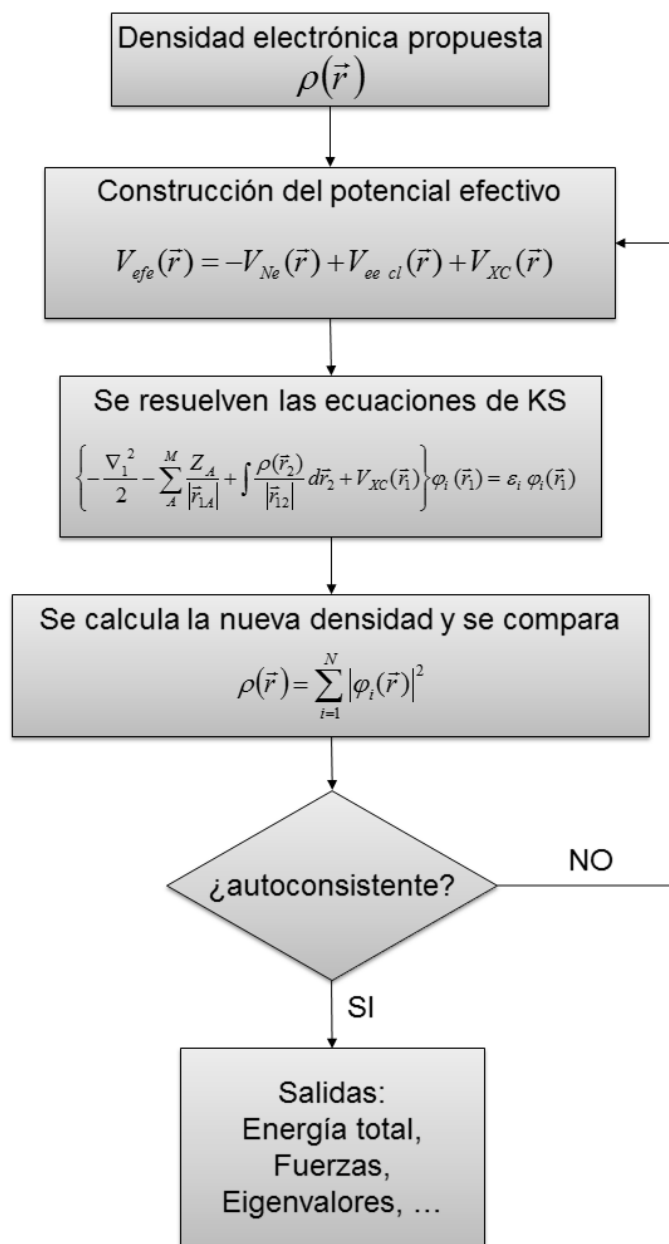 Densidad electrónica propuesta
ρ(r⃗)
Construcción del potencial efectivo
V_efe(r⃗) = −V_Ne(r⃗) + V_ee cl(r⃗) + V_XC(r⃗)
Se resuelven las ecuaciones de KS
{−∇₁²/2 − ∑_A^M Z_A/|r⃗_1A| + ∫ρ(r⃗₂)/|r⃗₁₂| dr⃗₂ + V_XC(r⃗₁)}φ_i(r⃗₁) = ε_i φ_i(r⃗₁)
Se calcula la nueva densidad y se compara
ρ(r⃗) = ∑_{i=1}^N |φ_i(r⃗)|²
¿autoconsistente?
NO
SI
Salidas:
Energía total,
Fuerzas,
Eigenvalores, ...